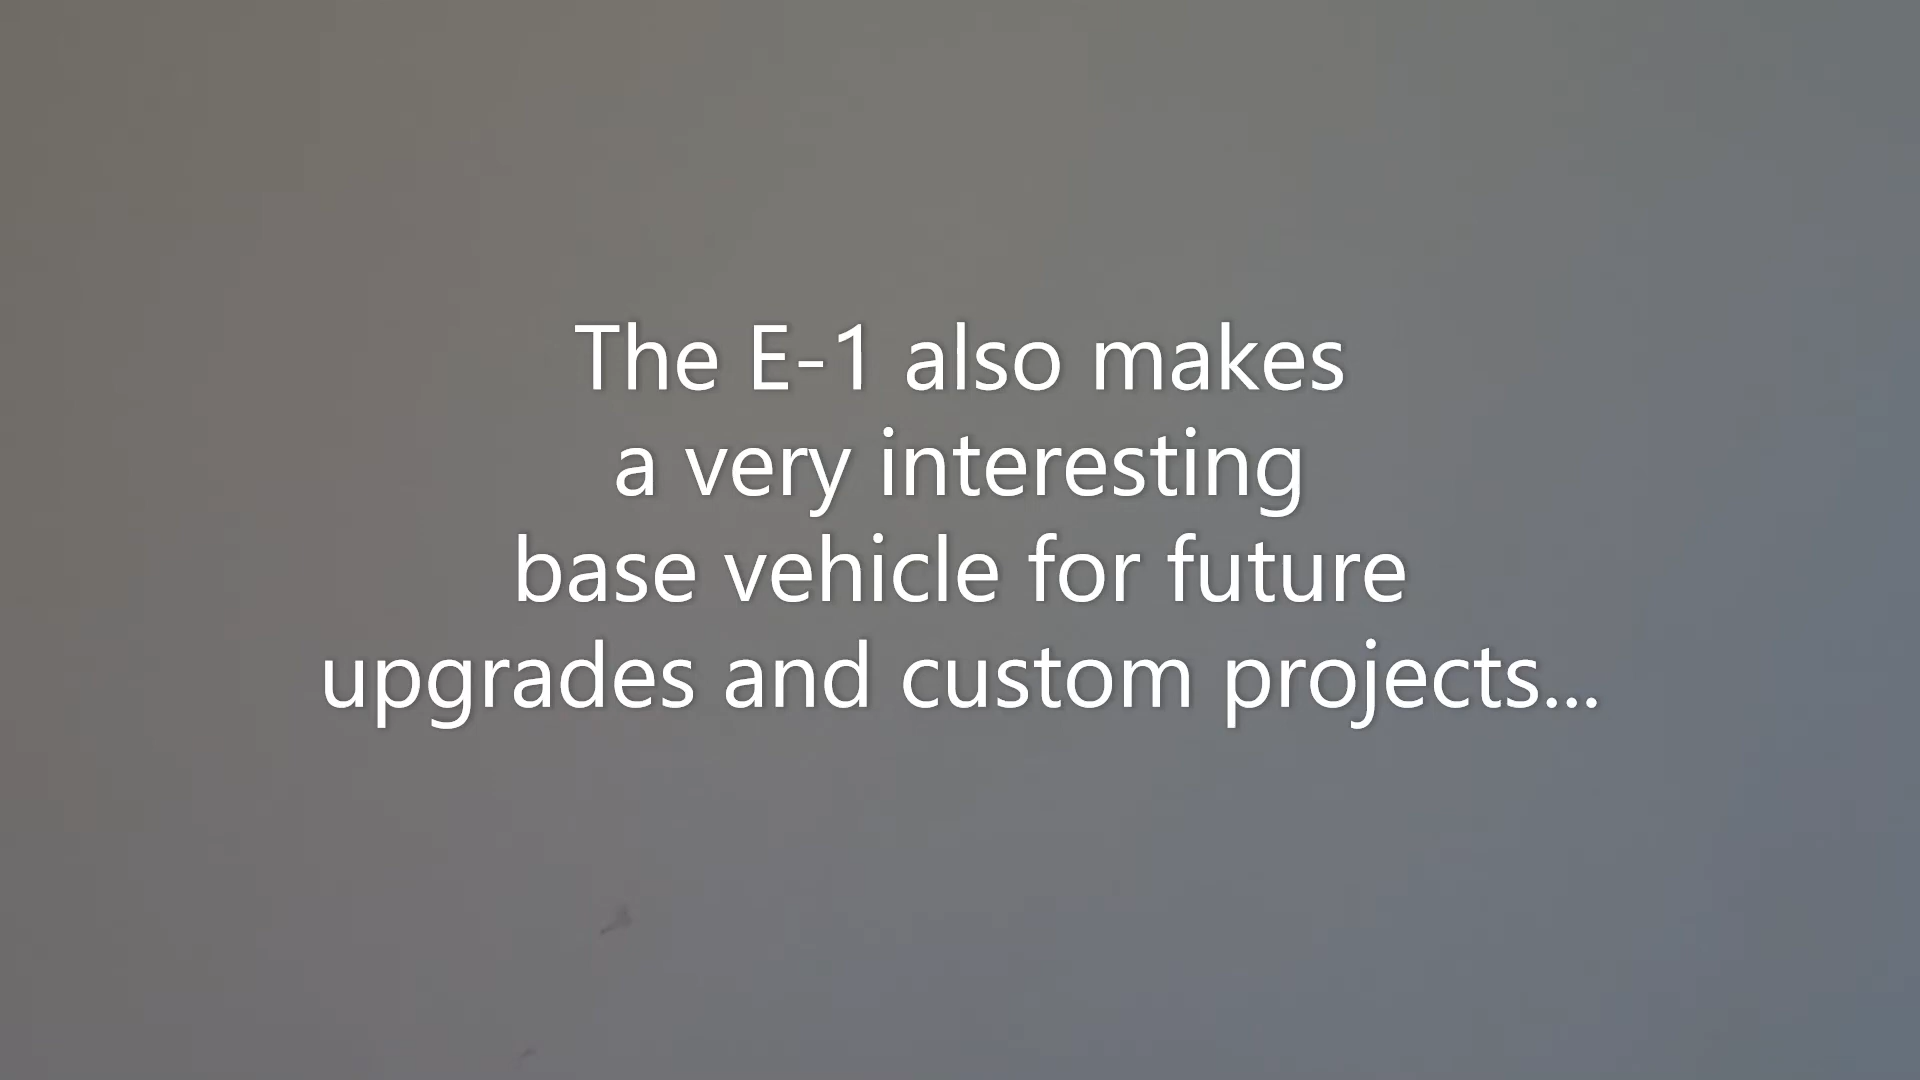 The E-1 also makes
a very interesting
base vehicle for future
upgrades and custom projects...